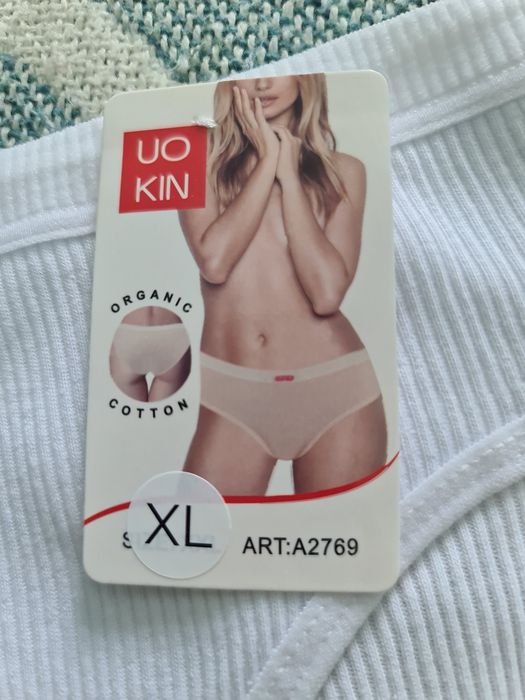 UO
KIN
ORGANIC
COTTON
XL
ART:A2769